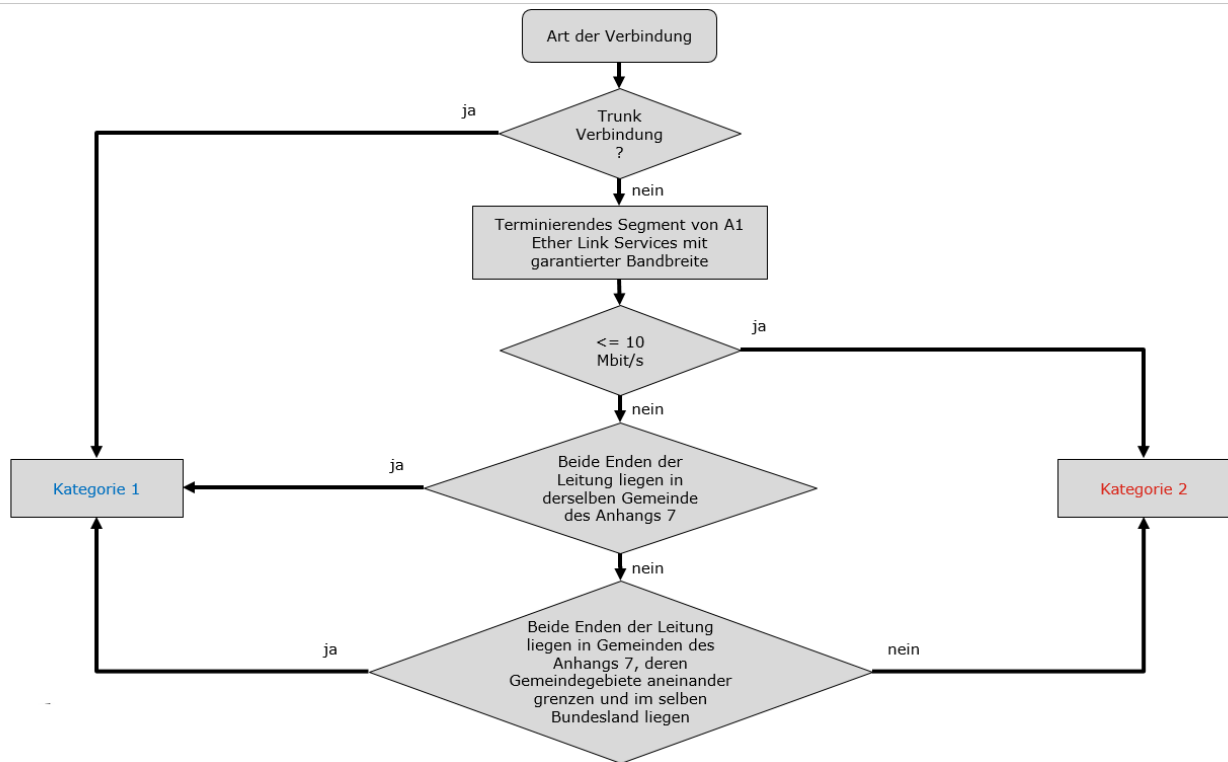 Art der Verbindung
ja
Trunk
Verbindung
?
nein
Terminierendes Segment von A1
Ether Link Services mit
garantierter Bandbreite
ja
<= 10
Mbit/s
nein
ja
Beide Enden der
Leitung liegen in
derselben Gemeinde
des Anhangs 7
Kategorie 1
Kategorie 2
nein
ja
Beide Enden der Leitung
liegen in Gemeinden des
Anhangs 7, deren
Gemeindegebiete aneinander
grenzen und im selben
Bundesland liegen
nein